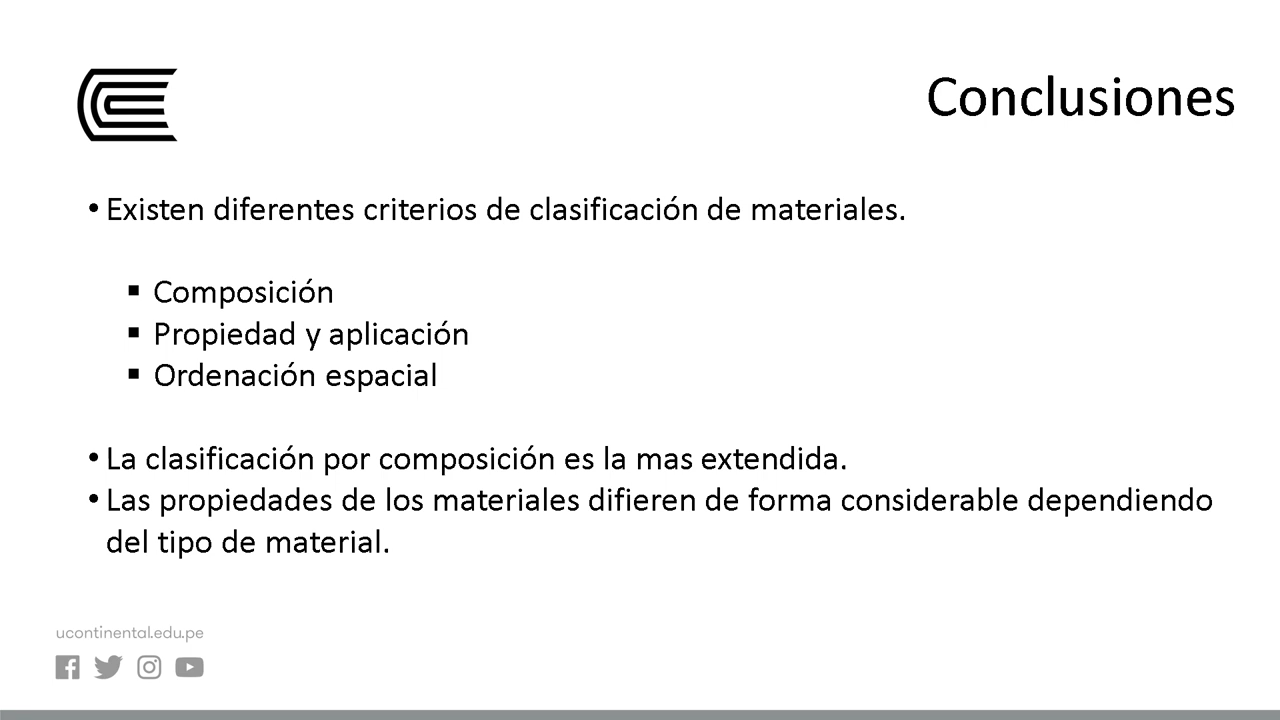 Conclusiones
• Existen diferentes criterios de clasificación de materiales.
▪ Composición
▪ Propiedad y aplicación
▪ Ordenación espacial
• La clasificación por composición es la mas extendida.
• Las propiedades de los materiales difieren de forma considerable dependiendo
del tipo de material.
ucontinental.edu.pe